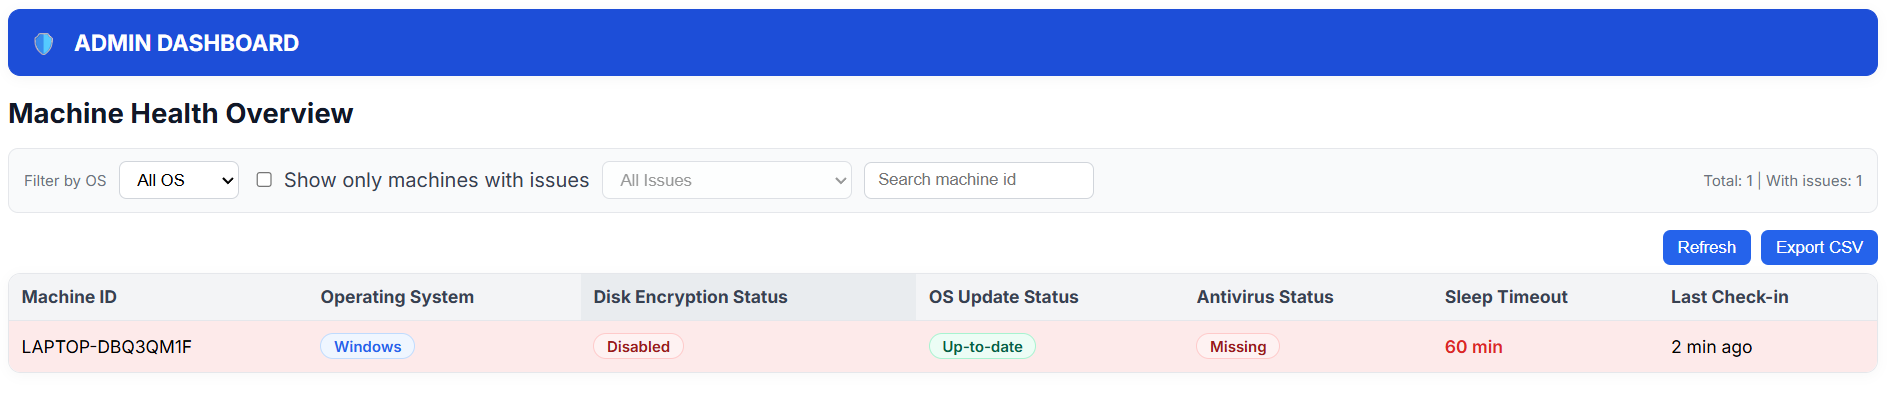 ADMIN DASHBOARD
Machine Health Overview
Filter by OS All OS Show only machines with issues All Issues Search machine id Total: 1 | With issues: 1
Refresh Export CSV
Machine ID Operating System Disk Encryption Status OS Update Status Antivirus Status Sleep Timeout Last Check-in
LAPTOP-DBQ3QM1F Windows Disabled Up-to-date Missing 60 min 2 min ago